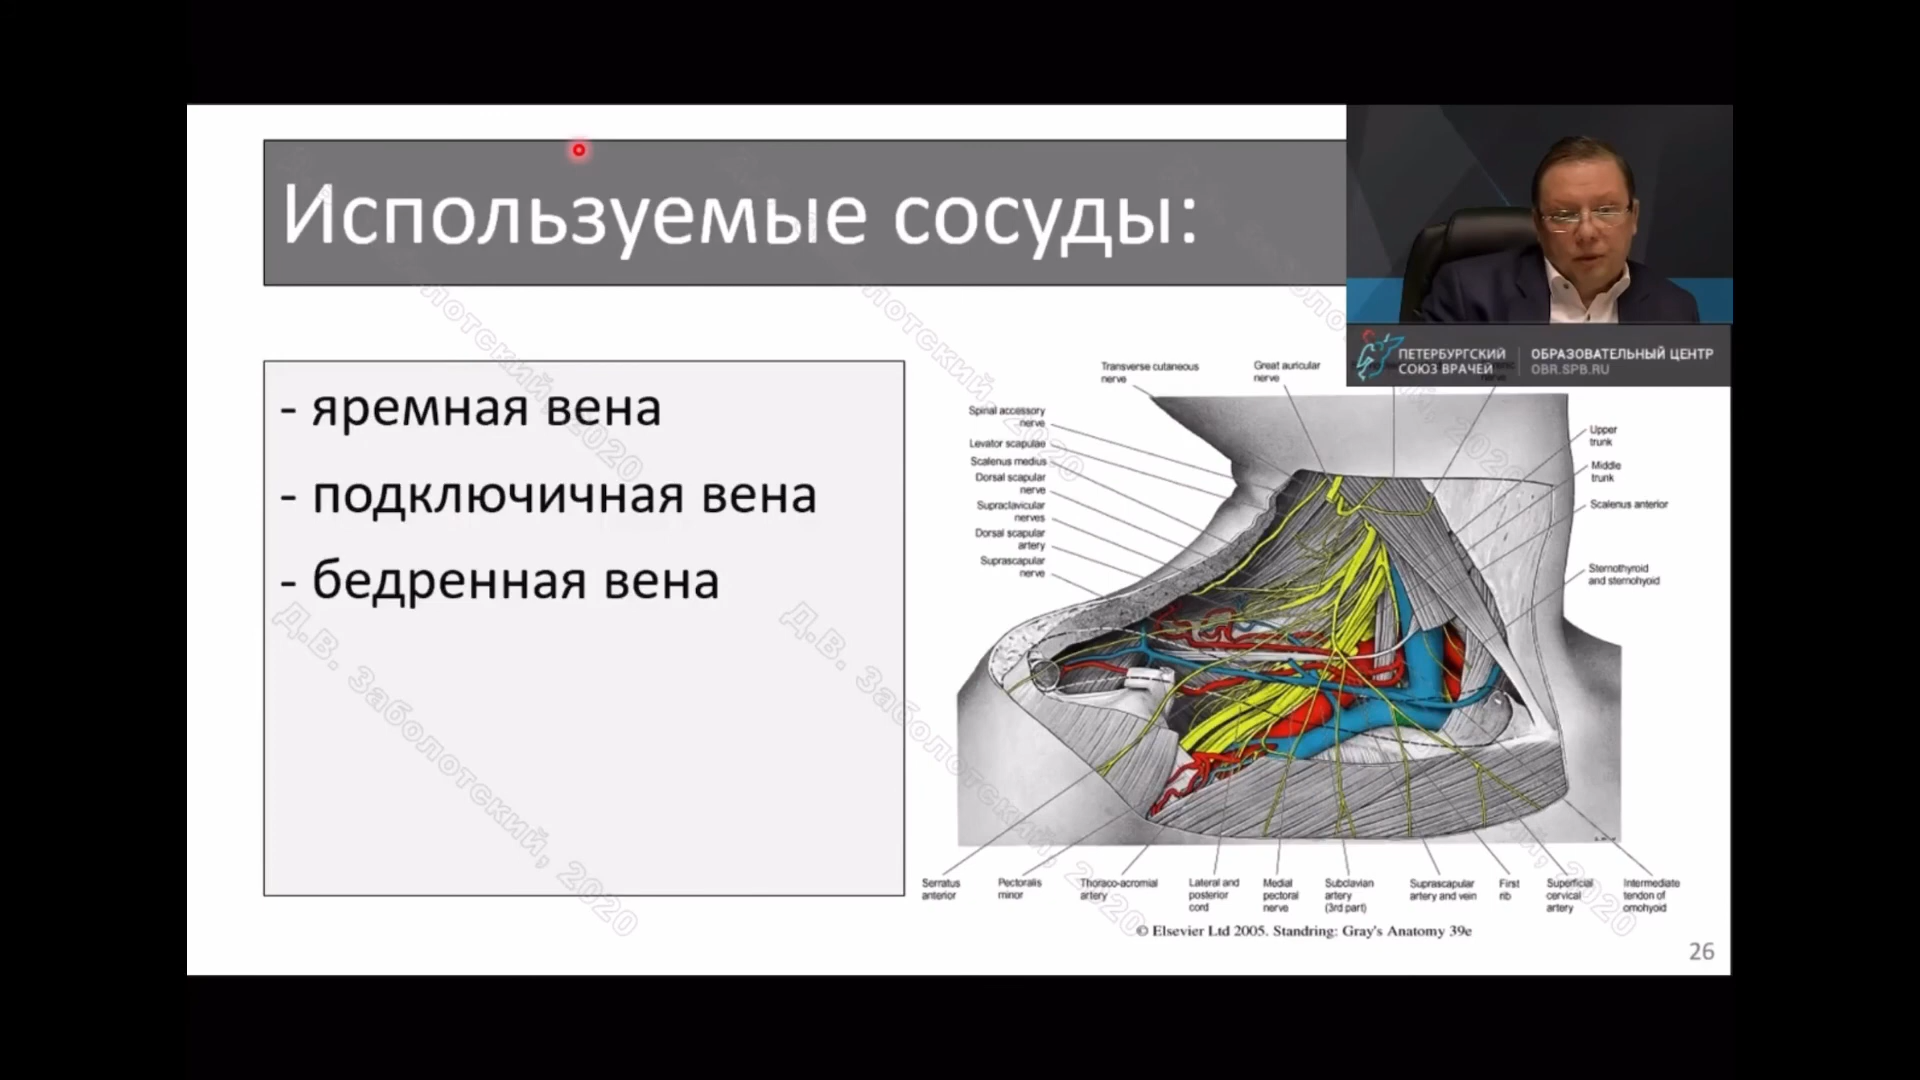 Используемые сосуды:
ПЕТЕРБУРГСКИЙ
СОЮЗ ВРАЧЕЙ
ОБРАЗОВАТЕЛЬНЫЙ ЦЕНТР
OBR.SPB.RU
- яремная вена
- подключичная вена
- бедренная вена
Transverse cutaneous
nerve
Great auricular
nerve
nerve
Spinal accessory
nerve
Levator scapulae
Scalenus medius
Dorsal scapular
nerve
Supraclavicular
nerves
Dorsal scapular
artery
Suprascapular
nerve
Upper
trunk
Middle
trunk
Scalenus anterior
Sternothyroid
and sternohyoid
Serratus
anterior
Pectoralis
minor
Thoraco-acromial
artery
Lateral and
posterior
cord
Medial
pectoral
nerve
Subclavian
artery
(3rd part)
Suprascapular
artery and vein
First
rib
Superficial
cervical
artery
Intermediate
tendon of
omohyoid
© Elsevier Ltd 2005. Standring: Gray's Anatomy 39e
26
Д.В. Заболотский, 2020
Д.В. Заболотский, 2020